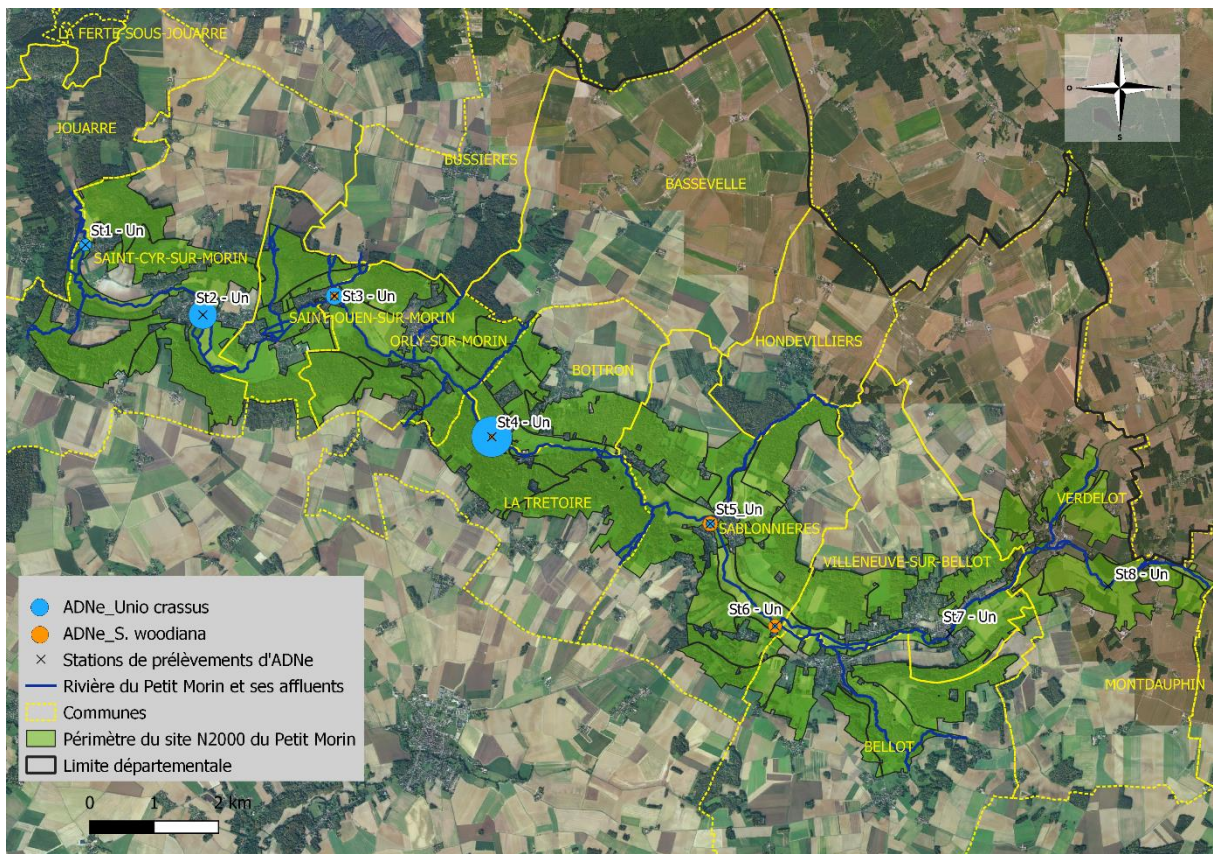 LA FERTE-SOUS-JOUARRE
N
O
E
S
JOUARRE
BUSSIERES
BASSEVELLE
St1 - Un
SAINT-CYR-SUR-MORIN
St2 - Un
St3 - Un
SAINT-OUEN-SUR-MORIN
ORLY-SUR-MORIN
HONDEVILLIERS
BOITRON
St4 - Un
LA TRETOIRE
VERDELOT
St5_Un
SABLONNIERES
VILLENEUVE-SUR-BELLOT
St8 - Un
St6 - Un
St7 - Un
MONTDAUPHIN
BELLOT
ADNe_Unio crassus
ADNe_S. woodiana
Stations de prélèvements d'ADNe
Rivière du Petit Morin et ses affluents
Communes
Périmètre du site N2000 du Petit Morin
Limite départementale
0 1 2 km